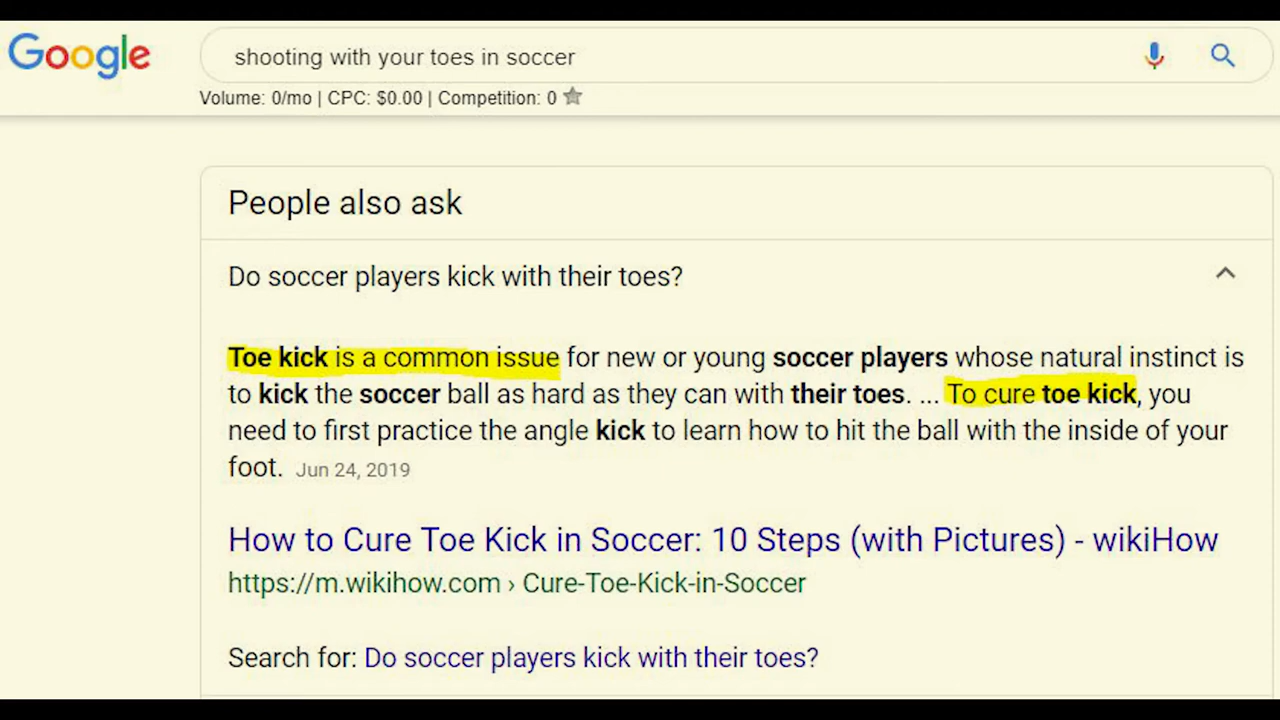 Google
shooting with your toes in soccer
Volume: 0/mo | CPC: $0.00 | Competition: 0
People also ask
Do soccer players kick with their toes?
Toe kick is a common issue for new or young soccer players whose natural instinct is
to kick the soccer ball as hard as they can with their toes. ... To cure toe kick, you
need to first practice the angle kick to learn how to hit the ball with the inside of your
foot. Jun 24, 2019
How to Cure Toe Kick in Soccer: 10 Steps (with Pictures) - wikiHow
https://m.wikihow.com › Cure-Toe-Kick-in-Soccer
Search for: Do soccer players kick with their toes?